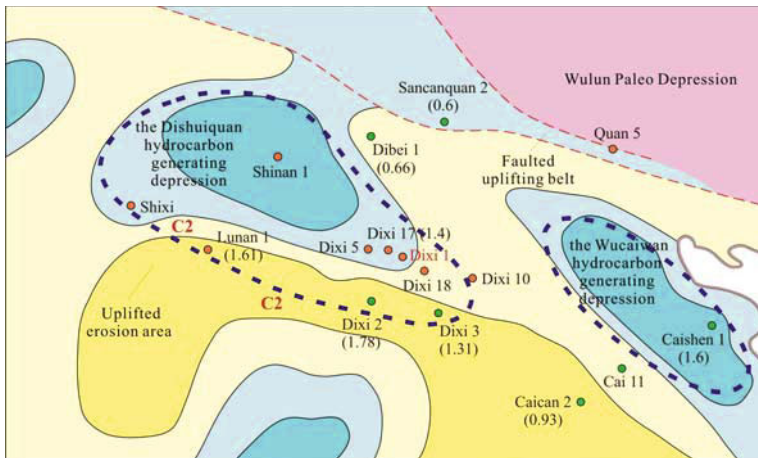 Wulun Paleo Depression
Sancanquan 2
(0.6)
the Dishuiquan
hydrocarbon
generating
depression
Shinan 1
Dibei 1
(0.66)
Quan 5
Faulted
uplifting belt
Shixi
C2
Lunan 1
(1.61)
Dixi 5
Dixi 17 (1.4)
Dixi 1
Dixi 18
Dixi 10
the Wucaiwan
hydrocarbon
generating
depression
Uplifted
erosion area
C2
Dixi 2
(1.78)
Dixi 3
(1.31)
Caishen 1
(1.6)
Cai 11
Caican 2
(0.93)